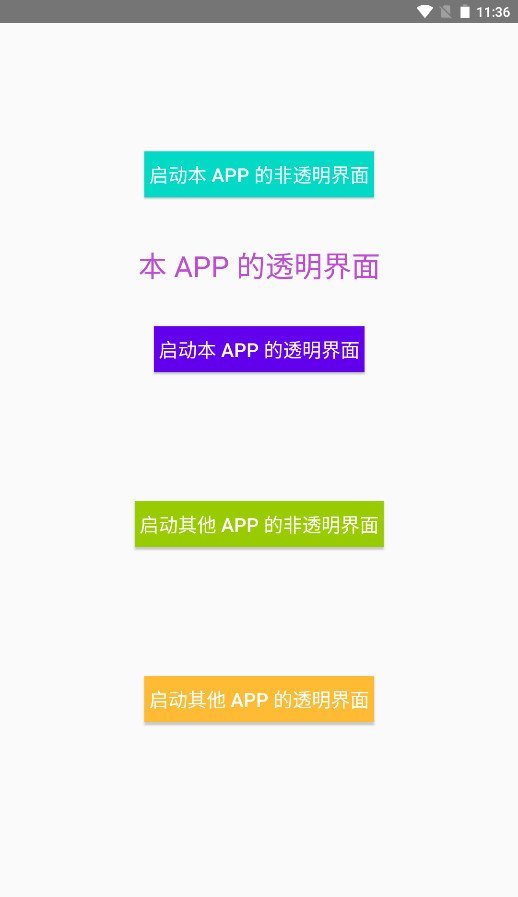 11:36
启动本 APP 的非透明界面
本 APP 的透明界面
启动本 APP 的透明界面
启动其他 APP 的非透明界面
启动其他 APP 的透明界面